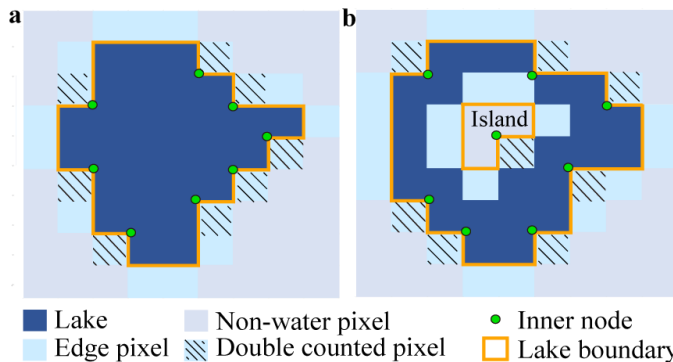 a
b
Island
Lake
Non-water pixel
Inner node
Edge pixel
Double counted pixel
Lake boundary